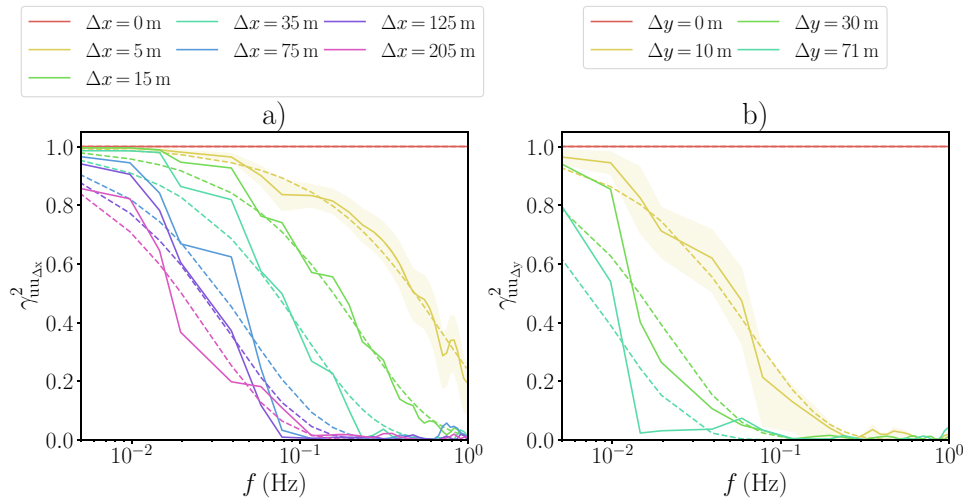 Δx = 0 m Δx = 35 m Δx = 125 m
Δx = 5 m Δx = 75 m Δx = 205 m
Δx = 15 m
Δy = 0 m Δy = 30 m
Δy = 10 m Δy = 71 m
a)
1.0
0.8
0.6
0.4
0.2
0.0
γ²uuΔx
10⁻² 10⁻¹ 10⁰
f (Hz)
b)
1.0
0.8
0.6
0.4
0.2
0.0
γ²uuΔy
10⁻² 10⁻¹ 10⁰
f (Hz)